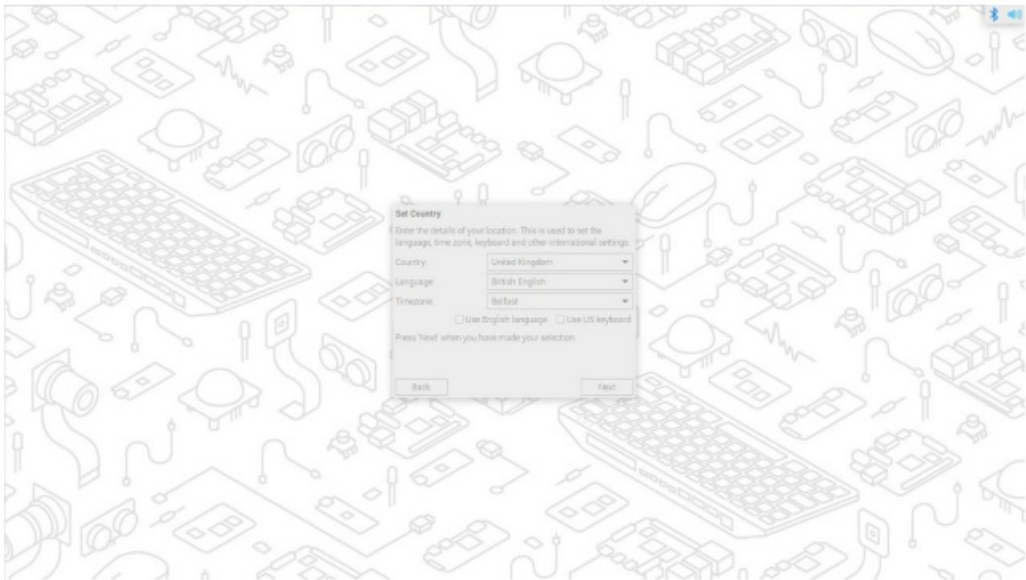 Set Country
Enter the details of your location. This is used to set the
language, time zone, keyboard and other international settings.
Country: United Kingdom
Language: British English
Timezone: Belfast
Use English language Use US keyboard
Press 'Next' when you have made your selection.
Back Next